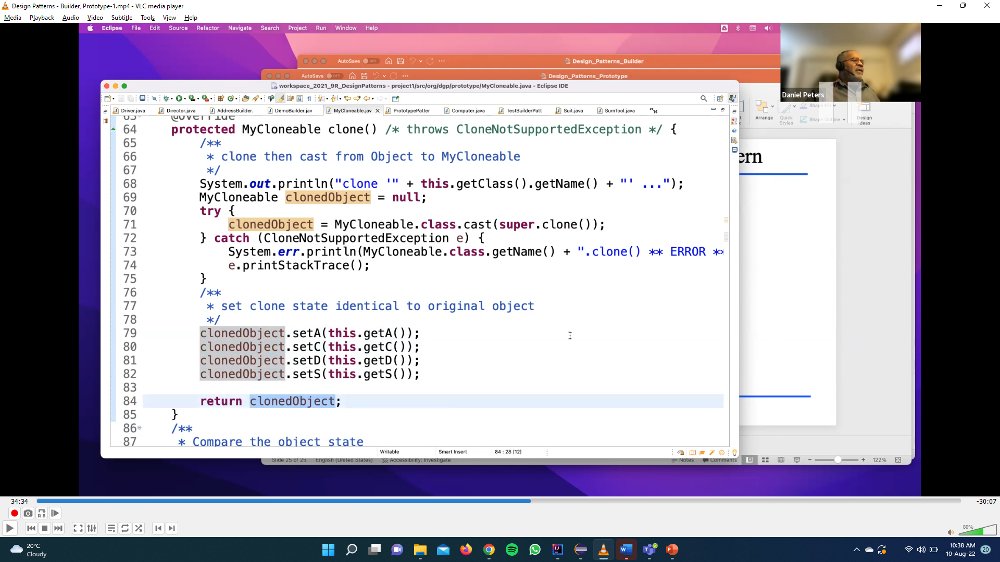 Design Patterns - Builder, Prototype-1.mp4 - VLC media player
Media Playback Audio Video Subtitle Tools View Help
Eclipse File Edit Source Refactor Navigate Search Project Run Window Help
AutoSave OFF Design_Patterns_Builder
AutoSave OFF Design_Patterns_Prototype
workspace_2021_9R_DesignPatterns - project1/src/org/dgp/prototype/MyCloneable.java - Eclipse IDE
Daniel Peters
Driver.java Director.java AddressBuilder. DemoBuilder.jav MyCloneable.jav PrototypePatter Computer.java TestBuilderPatt Suit.java SumTool.java 14
Arrange Quick Styles Shape Fill Shape Outline Design Ideas
63 @Override
64 protected MyCloneable clone() /* throws CloneNotSupportedException */ {
65 /**
66 * clone then cast from Object to MyCloneable
67 */
68 System.out.println("clone '" + this.getClass().getName() + "' ...");
69 MyCloneable clonedObject = null;
70 try {
71 clonedObject = MyCloneable.class.cast(super.clone());
72 } catch (CloneNotSupportedException e) {
73 System.err.println(MyCloneable.class.getName() + ".clone() ** ERROR **
74 e.printStackTrace();
75 }
76 /**
77 * set clone state identical to original object
78 */
79 clonedObject.setA(this.getA());
80 clonedObject.setC(this.getC());
81 clonedObject.setD(this.getD());
82 clonedObject.setS(this.getS());
83
84 return clonedObject;
85 }
86 /**
87 * Compare the object state
ern
Writable Smart Insert 84 : 28 [12]
Slide 25 of 25 English (United States) Accessibility: Investigate Notes Comments 122%
34:34 -30:07
80%
20°C
Cloudy
10:38 AM
10-Aug-22
20